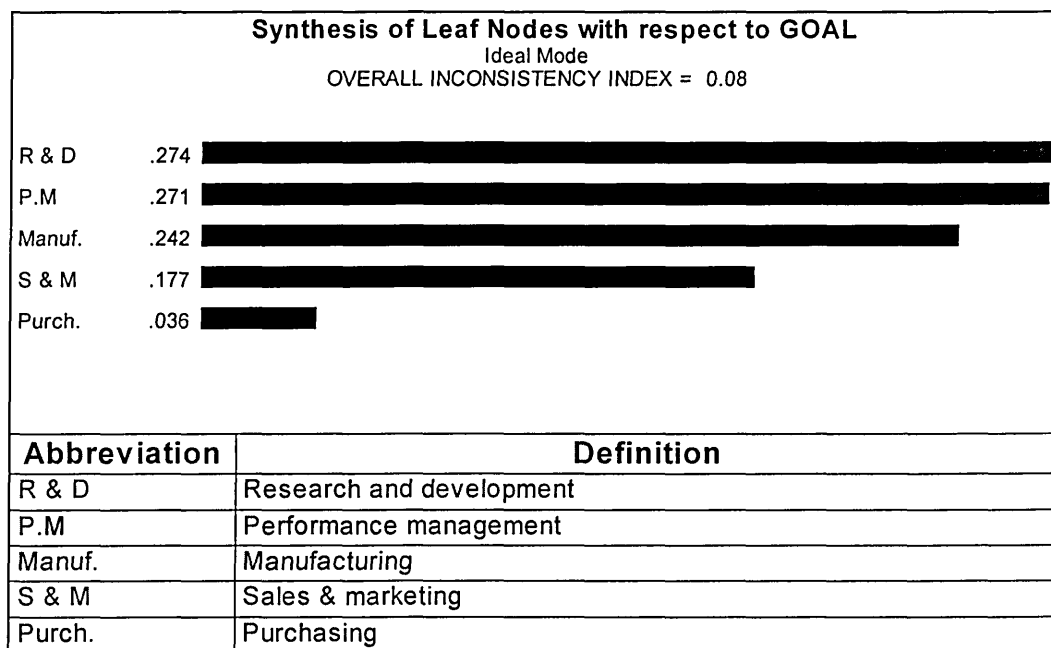 Synthesis of Leaf Nodes with respect to GOAL
Ideal Mode
OVERALL INCONSISTENCY INDEX = 0.08
R & D .274
P.M .271
Manuf. .242
S & M .177
Purch. .036
Abbreviation Definition
R & D Research and development
P.M Performance management
Manuf. Manufacturing
S & M Sales & marketing
Purch. Purchasing